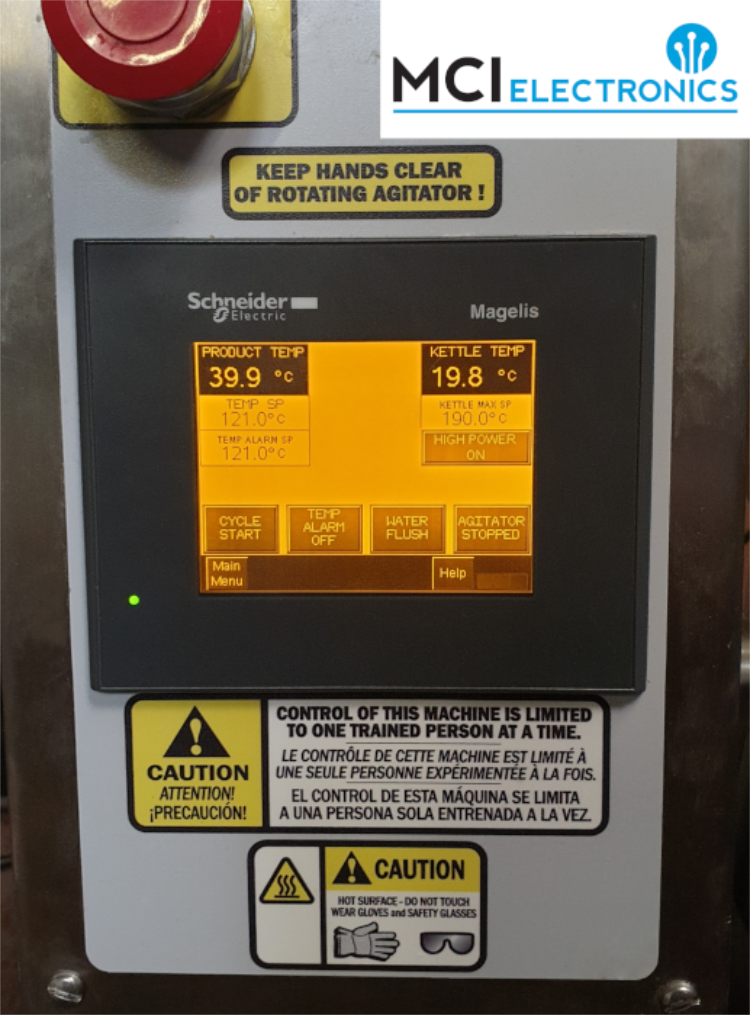 MCI ELECTRONICS
KEEP HANDS CLEAR
OF ROTATING AGITATOR !
Schneider
Electric
Magelis
PRODUCT TEMP
39.9 °C
TEMP SP
121.0°C
TEMP ALARM SP
121.0°C
KETTLE TEMP
19.8 °C
KETTLE MAX SP
190.0°C
HIGH POWER
ON
CYCLE
START
TEMP
ALARM
OFF
WATER
FLUSH
AGITATOR
STOPPED
Main
Menu
Help
CAUTION
ATTENTION!
¡PRECAUCIÓN!
CONTROL OF THIS MACHINE IS LIMITED
TO ONE TRAINED PERSON AT A TIME.
LE CONTRÔLE DE CETTE MACHINE EST LIMITÉ À
UNE SEULE PERSONNE EXPÉRIMENTÉE À LA FOIS.
EL CONTROL DE ESTA MÁQUINA SE LIMITA
A UNA PERSONA SOLA ENTRENADA A LA VEZ.
CAUTION
HOT SURFACE - DO NOT TOUCH
WEAR GLOVES and SAFETY GLASSES